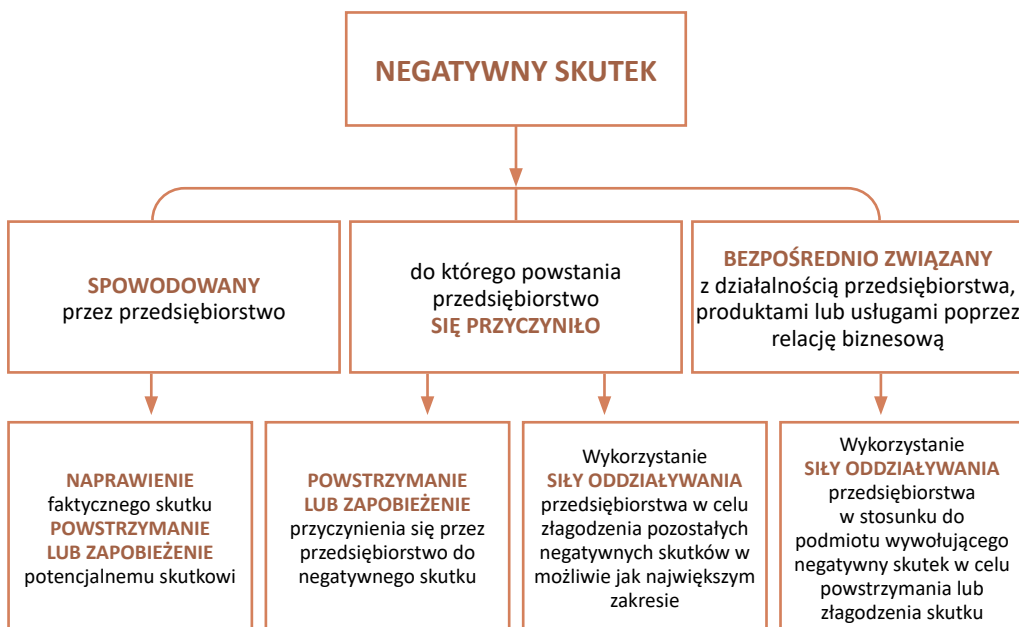 NEGATYWNY SKUTEK
SPOWODOWANY
przez przedsiębiorstwo
do którego powstania
przedsiębiorstwo
SIĘ PRZYCZYNIŁO
BEZPOŚREDNIO ZWIĄZANY
z działalnością przedsiębiorstwa,
produktami lub usługami poprzez
relację biznesową
NAPRAWIENIE
faktycznego skutku
POWSTRZYMANIE
LUB ZAPOBIEŻENIE
potencjalnemu skutkowi
POWSTRZYMANIE
LUB ZAPOBIEŻENIE
przyczynienia się przez
przedsiębiorstwo do
negatywnego skutku
Wykorzystanie
SIŁY ODDZIAŁYWANIA
przedsiębiorstwa w celu
złagodzenia pozostałych
negatywnych skutków w
możliwie jak największym
zakresie
Wykorzystanie
SIŁY ODDZIAŁYWANIA
przedsiębiorstwa
w stosunku do
podmiotu wywołującego
negatywny skutek w celu
powstrzymania lub
złagodzenia skutku